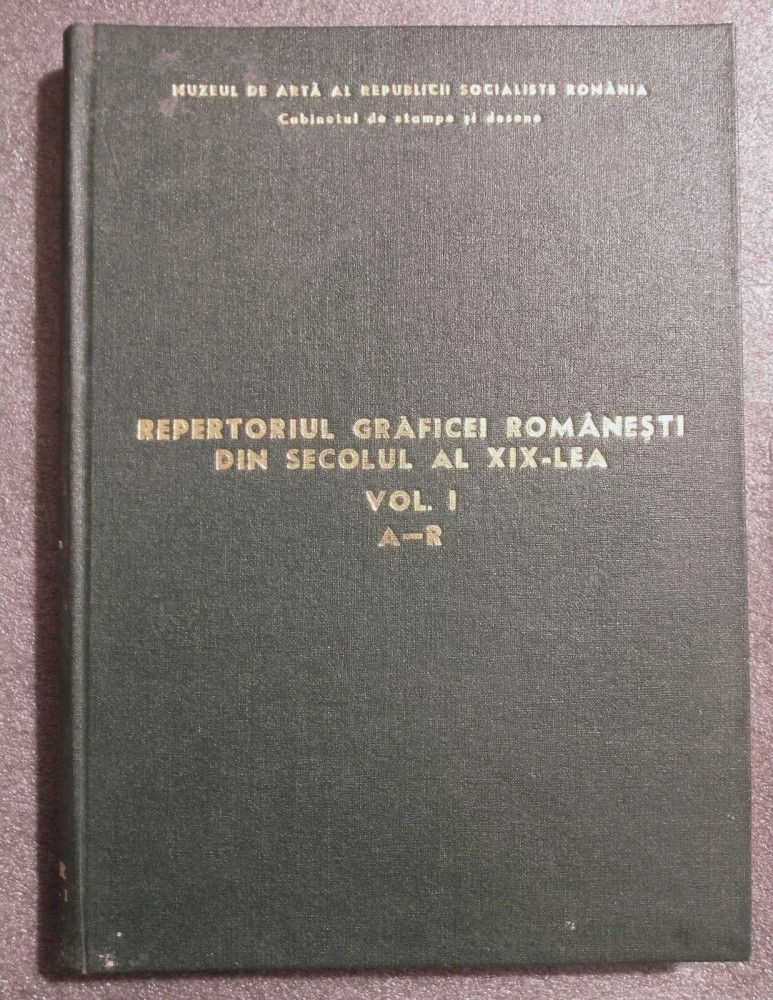 MUZEUL DE ARTĂ AL REPUBLICII SOCIALISTE ROMÂNIA
Cabinetul de stampe și desene
REPERTORIUL GRAFICEI ROMÂNEȘTI
DIN SECOLUL AL XIX-LEA
VOL. I
A—R